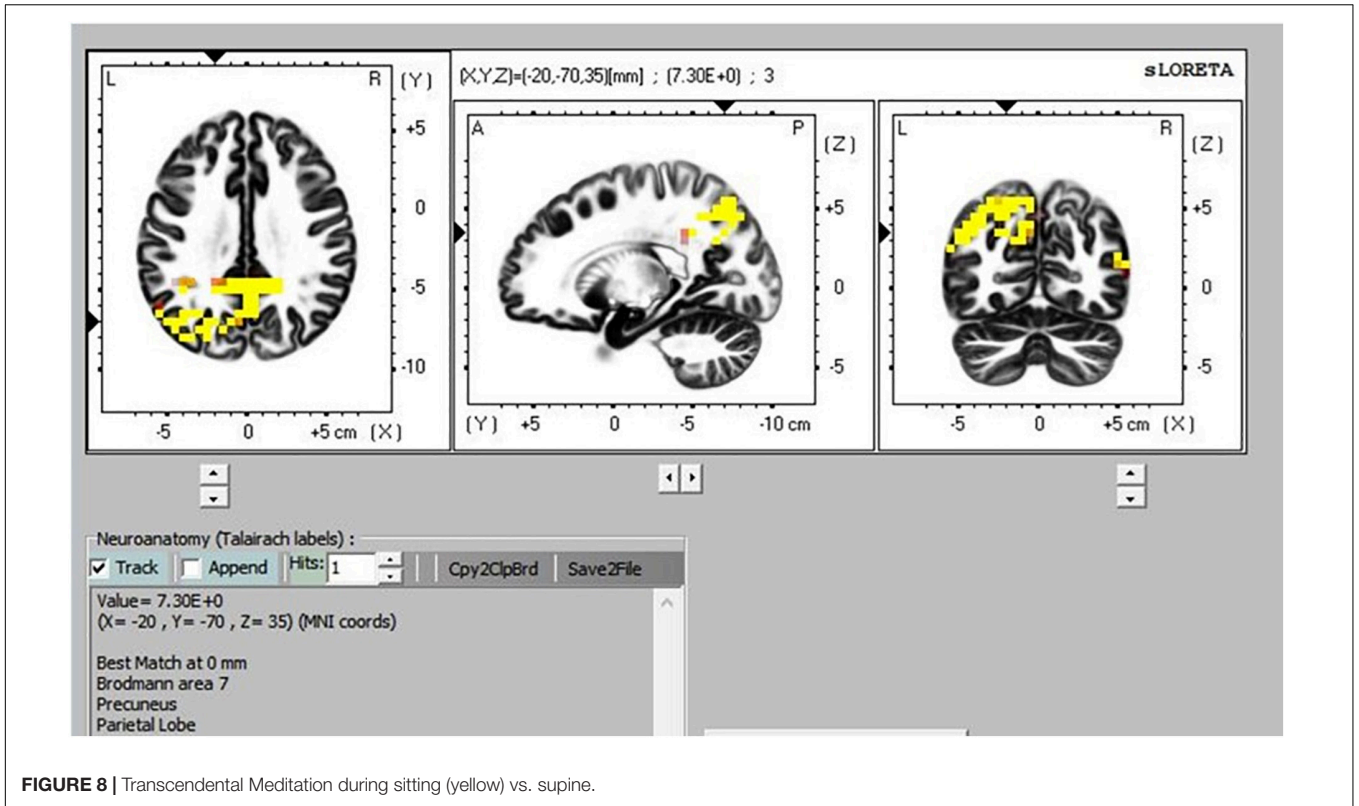 (X,Y,Z)=(-20,-70,35)[mm] ; (7.30E+0) ; 3
sLORETA
L R (Y)
+5
0
-5
-10
-5 0 +5 cm (X)
A P
(Z)
+5
0
-5
(Y) +5 0 -5 -10 cm
L R
(Z)
+5
0
-5
-5 0 +5 cm (X)
Neuroanatomy (Talairach labels) :
Track Append Hits: 1 Cpy2ClpBrd Save2File
Value= 7.30E+0
(X= -20 , Y= -70 , Z= 35) (MNI coords)
Best Match at 0 mm
Brodmann area 7
Precuneus
Parietal Lobe
FIGURE 8 | Transcendental Meditation during sitting (yellow) vs. supine.